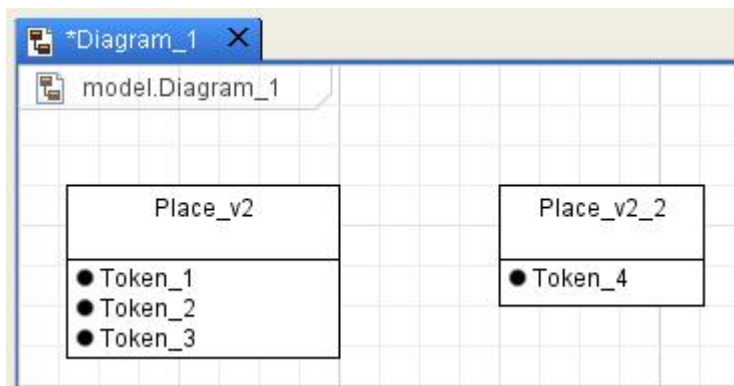 *Diagram_1 X
model.Diagram_1
Place_v2
Token_1
Token_2
Token_3
Place_v2_2
Token_4